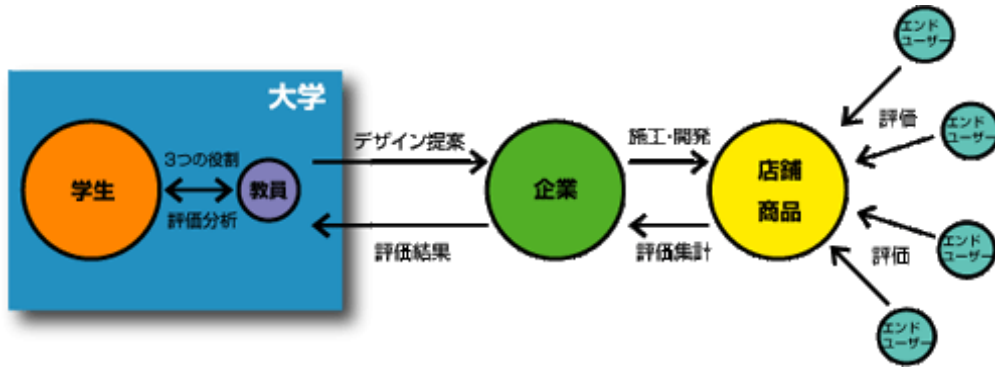 大学
学生
3つの役割
評価分析
教員
デザイン提案
評価結果
企業
施工・開発
評価集計
店舗
商品
評価
評価
エンド
ユーザー
エンド
ユーザー
エンド
ユーザー
エンド
ユーザー